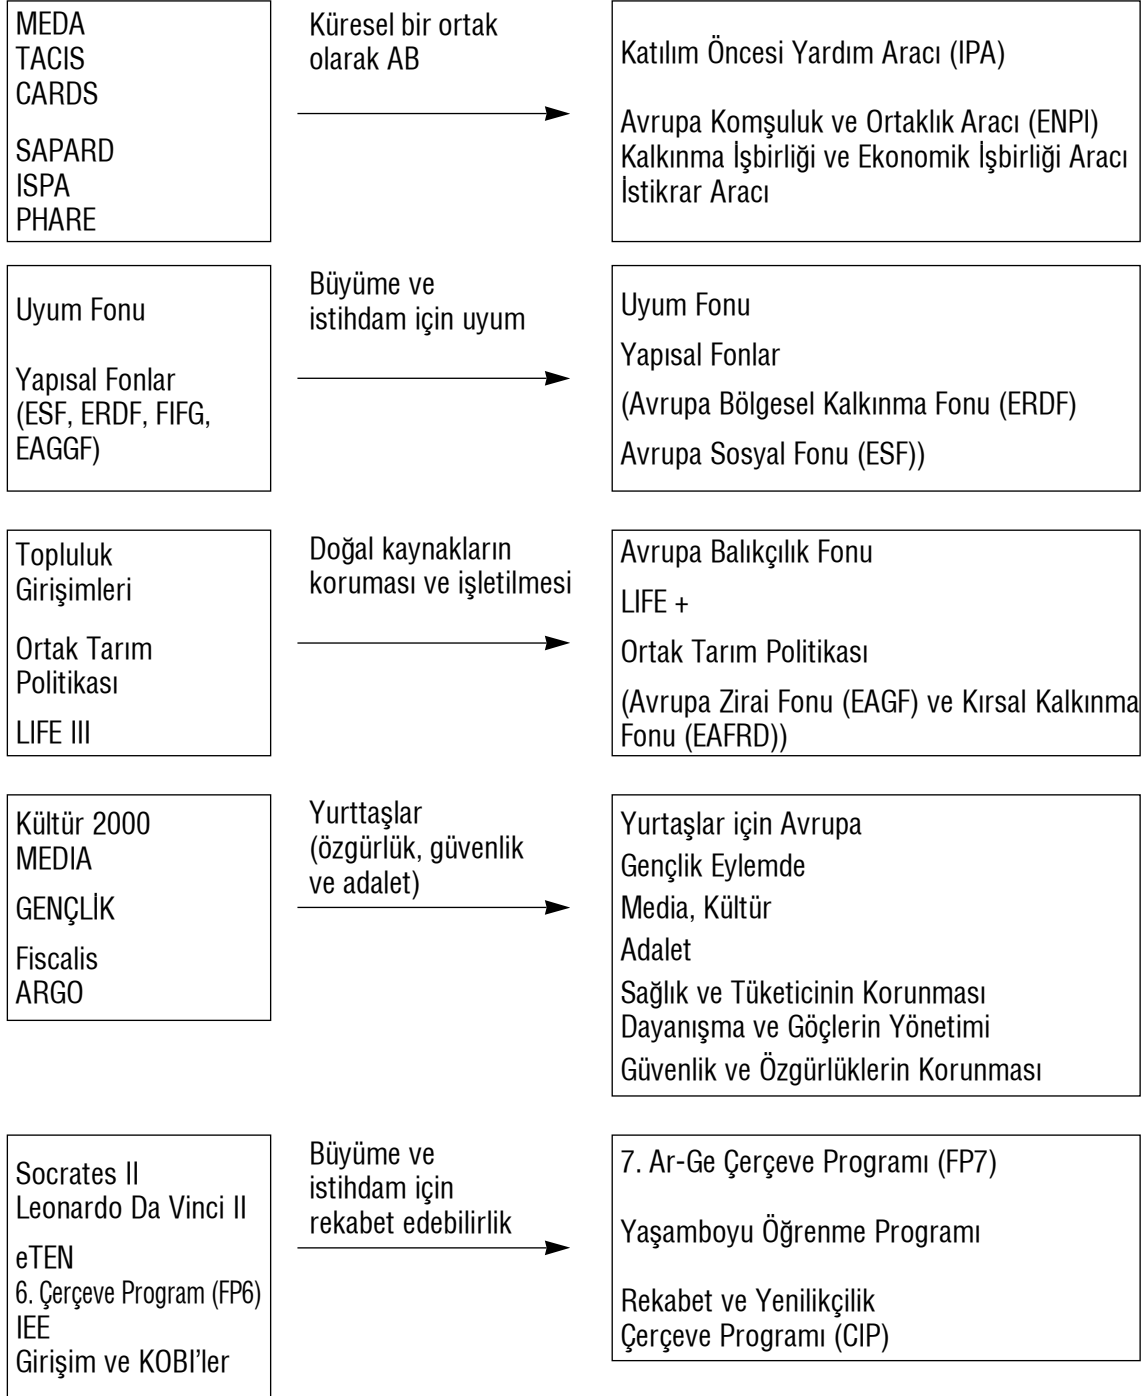 MEDA
TACIS
CARDS
SAPARD
ISPA
PHARE
Küresel bir ortak
olarak AB
Katılım Öncesi Yardım Aracı (IPA)
Avrupa Komşuluk ve Ortaklık Aracı (ENPI)
Kalkınma İşbirliği ve Ekonomik İşbirliği Aracı
İstikrar Aracı
Uyum Fonu
Yapısal Fonlar
(ESF, ERDF, FIFG,
EAGGF)
Büyüme ve
istihdam için uyum
Uyum Fonu
Yapısal Fonlar
(Avrupa Bölgesel Kalkınma Fonu (ERDF)
Avrupa Sosyal Fonu (ESF))
Topluluk
Girişimleri
Ortak Tarım
Politikası
LIFE III
Doğal kaynakların
koruması ve işletilmesi
Avrupa Balıkçılık Fonu
LIFE +
Ortak Tarım Politikası
(Avrupa Zirai Fonu (EAGF) ve Kırsal Kalkınma
Fonu (EAFRD))
Kültür 2000
MEDIA
GENÇLİK
Fiscalis
ARGO
Yurttaşlar
(özgürlük, güvenlik
ve adalet)
Yurtaşlar için Avrupa
Gençlik Eylemde
Media, Kültür
Adalet
Sağlık ve Tüketicinin Korunması
Dayanışma ve Göçlerin Yönetimi
Güvenlik ve Özgürlüklerin Korunması
Socrates II
Leonardo Da Vinci II
eTEN
6. Çerçeve Program (FP6)
IEE
Girişim ve KOBI'ler
Büyüme ve
istihdam için
rekabet edebilirlik
7. Ar-Ge Çerçeve Programı (FP7)
Yaşamboyu Öğrenme Programı
Rekabet ve Yenilikçilik
Çerçeve Programı (CIP)